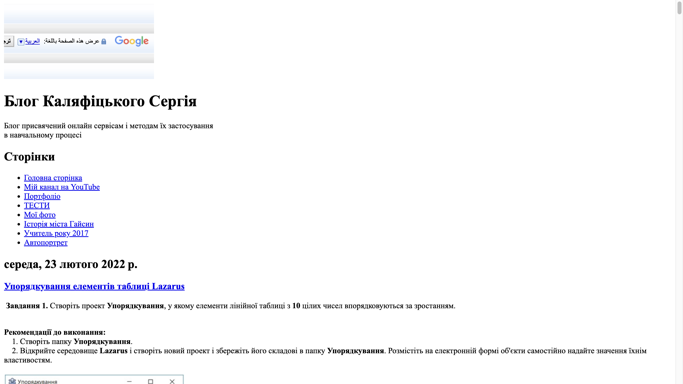 عرض هذه الصفحة باللغة: العربية
Google
Блог Каляфіцького Сергія
Блог присвячений онлайн сервісам і методам їх застосування
в навчальному процесі
Сторінки
Головна сторінка
Мій канал на YouTube
Портфоліо
ТЕСТИ
Мої фото
Історія міста Гайсин
Учитель року 2017
Автопортрет
середа, 23 лютого 2022 р.
Упорядкування елементів таблиці Lazarus
Завдання 1. Створіть проект Упорядкування, у якому елементи лінійної таблиці з 10 цілих чисел впорядковуються за зростанням.
Рекомендації до виконання:
1. Створіть папку Упорядкування.
2. Відкрийте середовище Lazarus і створіть новий проект і збережіть його складові в папку Упорядкування. Розмістіть на електронній формі об'єкти самостійно надайте значення їхнім
властивостям.
Упорядкування